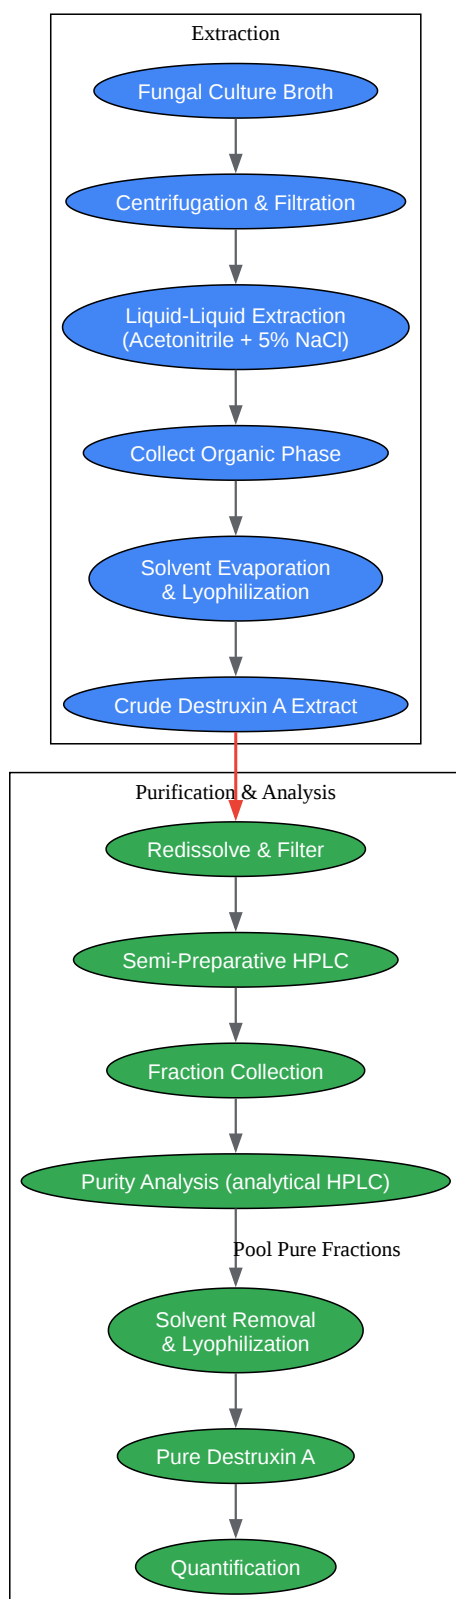 Extraction
Fungal Culture Broth
Centrifugation & Filtration
Liquid-Liquid Extraction
(Acetonitrile + 5% NaCl)
Collect Organic Phase
Solvent Evaporation
& Lyophilization
Crude Destruxin A Extract
Purification & Analysis
Redissolve & Filter
Semi-Preparative HPLC
Fraction Collection
Purity Analysis (analytical HPLC)
Pool Pure Fractions
Solvent Removal
& Lyophilization
Pure Destruxin A
Quantification